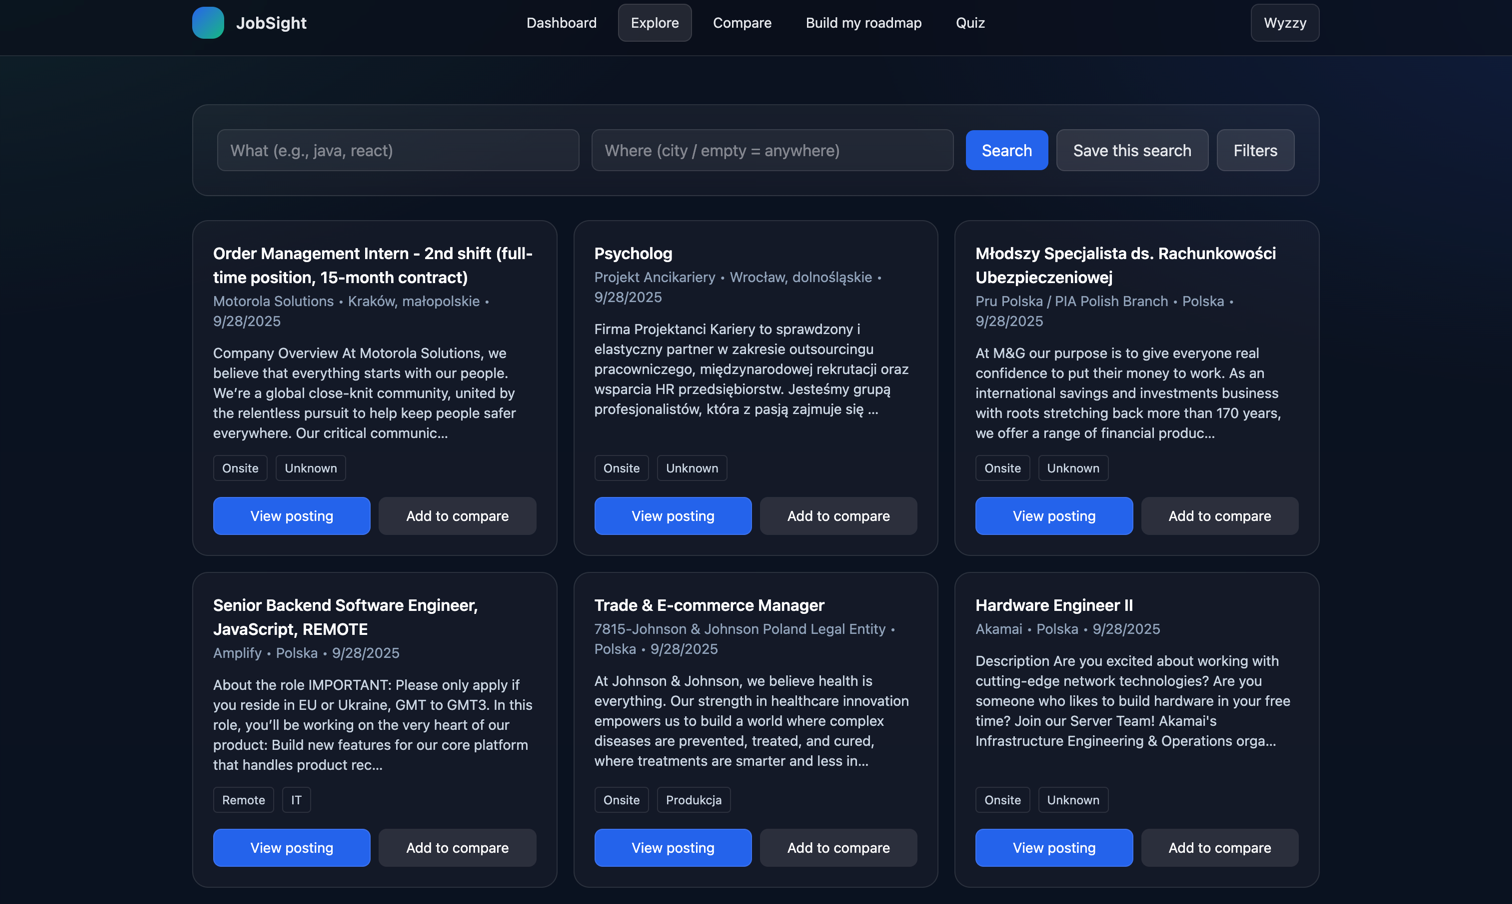 JobSight
Dashboard
Explore
Compare
Build my roadmap
Quiz
Wyzzy
What (e.g., java, react)
Where (city / empty = anywhere)
Search
Save this search
Filters
Order Management Intern - 2nd shift (full-
time position, 15-month contract)
Motorola Solutions • Kraków, małopolskie •
9/28/2025
Company Overview At Motorola Solutions, we
believe that everything starts with our people.
We’re a global close-knit community, united by
the relentless pursuit to help keep people safer
everywhere. Our critical communic...
Onsite
Unknown
View posting
Add to compare
Psycholog
Projekt Ancikariery • Wrocław, dolnośląskie •
9/28/2025
Firma Projektanci Kariery to sprawdzony i
elastyczny partner w zakresie outsourcingu
pracowniczego, międzynarodowej rekrutacji oraz
wsparcia HR przedsiębiorstw. Jesteśmy grupą
profesjonalistów, która z pasją zajmuje się ...
Onsite
Unknown
View posting
Add to compare
Młodszy Specjalista ds. Rachunkowości
Ubezpieczeniowej
Pru Polska / PIA Polish Branch • Polska •
9/28/2025
At M&G our purpose is to give everyone real
confidence to put their money to work. As an
international savings and investments business
with roots stretching back more than 170 years,
we offer a range of financial produc...
Onsite
Unknown
View posting
Add to compare
Senior Backend Software Engineer,
JavaScript, REMOTE
Amplify • Polska • 9/28/2025
About the role IMPORTANT: Please only apply if
you reside in EU or Ukraine, GMT to GMT3. In this
role, you’ll be working on the very heart of our
product: Build new features for our core platform
that handles product rec...
Remote
IT
View posting
Add to compare
Trade & E-commerce Manager
7815-Johnson & Johnson Poland Legal Entity •
Polska • 9/28/2025
At Johnson & Johnson, we believe health is
everything. Our strength in healthcare innovation
empowers us to build a world where complex
diseases are prevented, treated, and cured,
where treatments are smarter and less in...
Onsite
Produkcja
View posting
Add to compare
Hardware Engineer II
Akamai • Polska • 9/28/2025
Description Are you excited about working with
cutting-edge network technologies? Are you
someone who likes to build hardware in your free
time? Join our Server Team! Akamai's
Infrastructure Engineering & Operations orga...
Onsite
Unknown
View posting
Add to compare